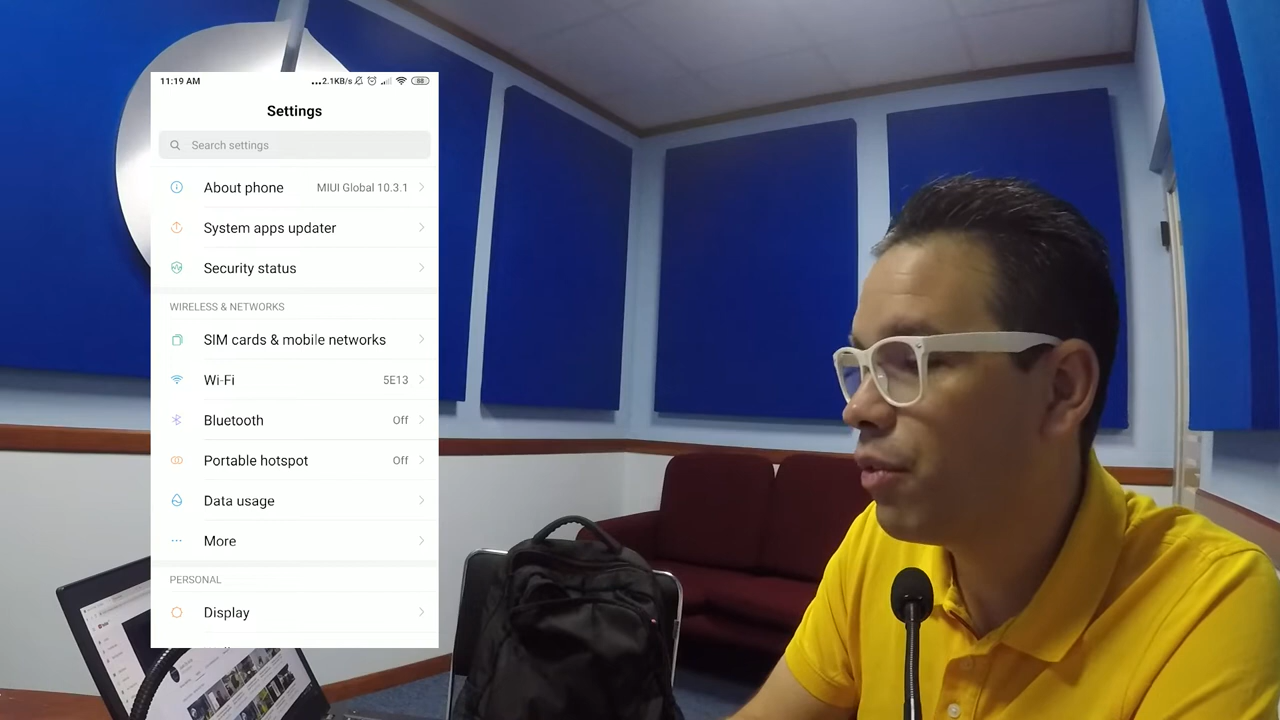 11:19 AM
...2.1KB/s
88
Settings
Search settings
About phone MIUI Global 10.3.1
System apps updater
Security status
WIRELESS & NETWORKS
SIM cards & mobile networks
Wi-Fi 5E13
Bluetooth Off
Portable hotspot Off
Data usage
More
PERSONAL
Display